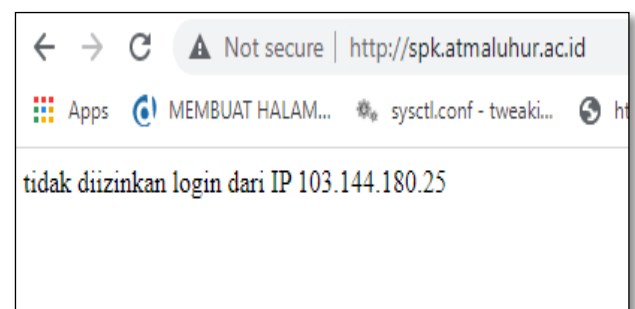 Not secure | http://spk.atmaluhur.ac.id
Apps MEMBUAT HALAM... sysctl.conf - tweaki... ht
tidak diizinkan login dari IP 103.144.180.25